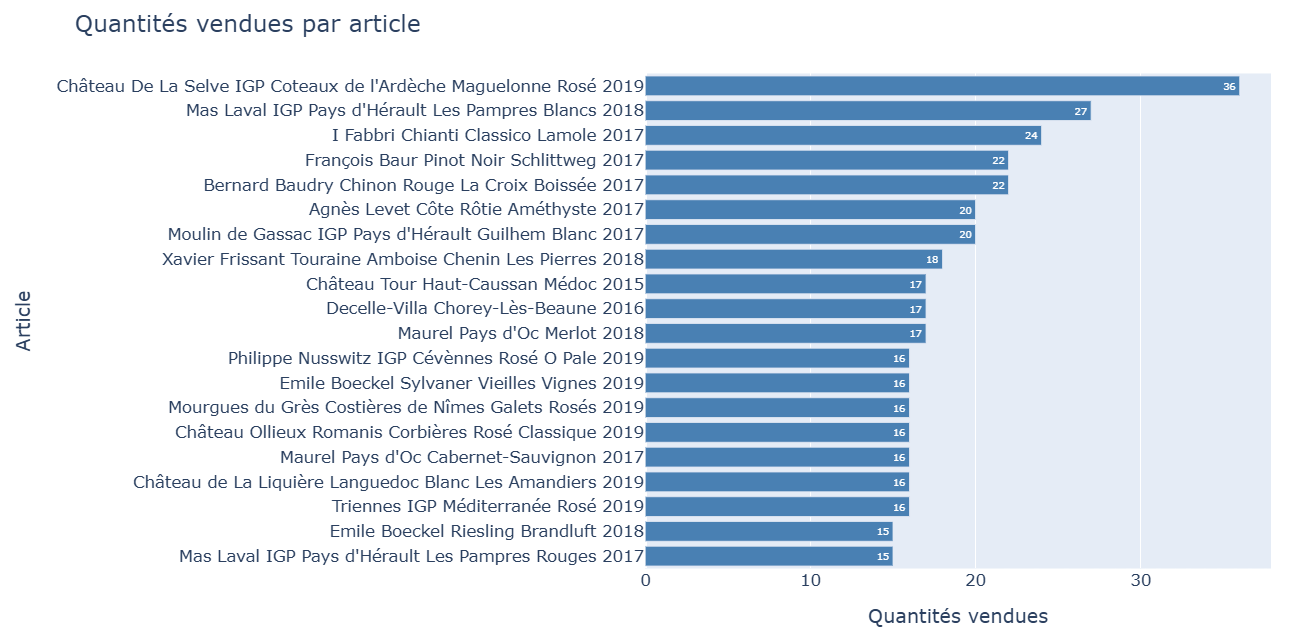 Quantités vendues par article
Château De La Selve IGP Coteaux de l'Ardèche Maguelonne Rosé 2019 36
Mas Laval IGP Pays d'Hérault Les Pampres Blancs 2018 27
I Fabbri Chianti Classico Lamole 2017 24
François Baur Pinot Noir Schlittweg 2017 22
Bernard Baudry Chinon Rouge La Croix Boissée 2017 22
Agnès Levet Côte Rôtie Améthyste 2017 20
Moulin de Gassac IGP Pays d'Hérault Guilhem Blanc 2017 20
Xavier Frissant Touraine Amboise Chenin Les Pierres 2018 18
Château Tour Haut-Caussan Médoc 2015 17
Decelle-Villa Chorey-Lès-Beaune 2016 17
Maurel Pays d'Oc Merlot 2018 17
Philippe Nusswitz IGP Cévènnes Rosé O Pale 2019 16
Emile Boeckel Sylvaner Vieilles Vignes 2019 16
Mourgues du Grès Costières de Nîmes Galets Rosés 2019 16
Château Ollieux Romanis Corbières Rosé Classique 2019 16
Maurel Pays d'Oc Cabernet-Sauvignon 2017 16
Château de La Liquière Languedoc Blanc Les Amandiers 2019 16
Triennes IGP Méditerranée Rosé 2019 16
Emile Boeckel Riesling Brandluft 2018 15
Mas Laval IGP Pays d'Hérault Les Pampres Rouges 2017 15
Article
0 10 20 30
Quantités vendues